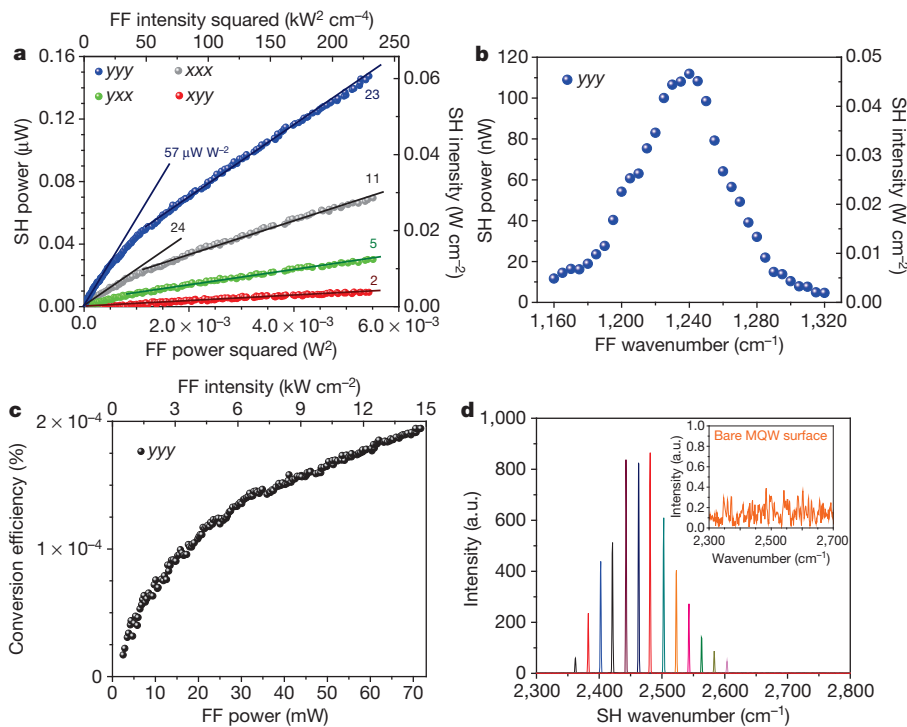 a
FF intensity squared (kW² cm⁻⁴)
0 50 100 150 200 250
yyy xxx
yxx xyy
57 μW W⁻²
24
23
11
5
2
0.16
0.12
0.08
0.04
0.00
SH power (μW)
0.06
0.04
0.02
0.00
SH inensity (W cm⁻²)
0.0 2.0 × 10⁻³ 4.0 × 10⁻³ 6.0 × 10⁻³
FF power squared (W²)
b
yyy
120
100
80
60
40
20
0
SH power (nW)
0.05
0.04
0.03
0.02
0.01
0.00
SH intensity (W cm⁻²)
1,160 1,200 1,240 1,280 1,320
FF wavenumber (cm⁻¹)
c
FF intensity (kW cm⁻²)
0 3 6 9 12 15
yyy
2 × 10⁻⁴
1 × 10⁻⁴
0
Conversion efficiency (%)
0 10 20 30 40 50 60 70
FF power (mW)
d
1,000
800
600
400
200
0
Intensity (a.u.)
Bare MQW surface
1.0
0.8
0.6
0.4
0.2
0
Intensity (a.u.)
2,300 2,500 2,700
Wavenumber (cm⁻¹)
2,300 2,400 2,500 2,600 2,700 2,800
SH wavenumber (cm⁻¹)